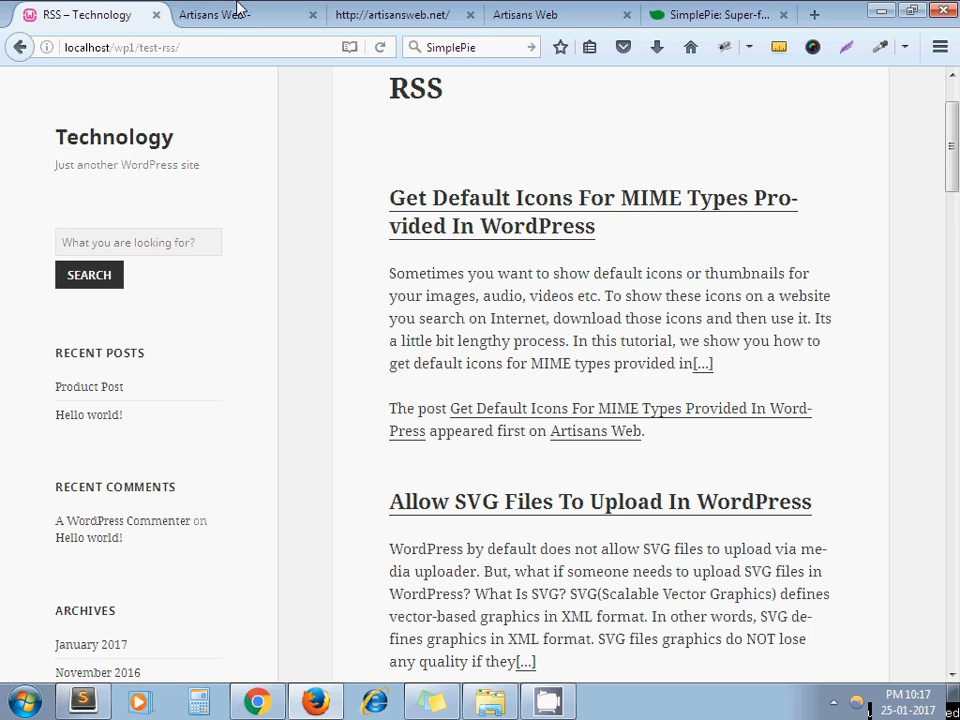 RSS – Technology
Artisans Web -
http://artisansweb.net/
Artisans Web
SimplePie: Super-f...
localhost/wp1/test-rss/
SimplePie
RSS
Technology
Just another WordPress site
What you are looking for?
SEARCH
RECENT POSTS
Product Post
Hello world!
RECENT COMMENTS
A WordPress Commenter on
Hello world!
ARCHIVES
January 2017
November 2016
Get Default Icons For MIME Types Pro-
vided In WordPress
Sometimes you want to show default icons or thumbnails for
your images, audio, videos etc. To show these icons on a website
you search on Internet, download those icons and then use it. Its
a little bit lengthy process. In this tutorial, we show you how to
get default icons for MIME types provided in[...]
The post Get Default Icons For MIME Types Provided In Word-
Press appeared first on Artisans Web.
Allow SVG Files To Upload In WordPress
WordPress by default does not allow SVG files to upload via me-
dia uploader. But, what if someone needs to upload SVG files in
WordPress? What Is SVG? SVG(Scalable Vector Graphics) defines
vector-based graphics in XML format. In other words, SVG de-
fines graphics in XML format. SVG files graphics do NOT lose
any quality if they[...]
PM 10:17
25-01-2017